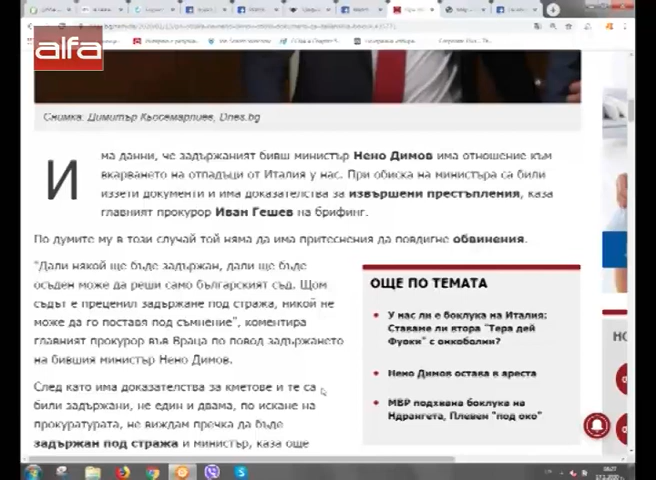 alfa
Снимка: Димитър Кьосемарлиев, Dnes.bg
Има данни, че задържаният бивш министър Нено Димов има отношение към
вкарването на отпадъци от Италия у нас. При обиска на министъра са били
иззети документи и има доказателства за извършени престъпления, каза
главният прокурор Иван Гешев на брифинг.
По думите му в този случай той няма да има притеснения да повдигне обвинения.
"Дали някой ще бъде задържан, дали ще бъде
осъден може да реши само българският съд. Щом
съдът е преценил задържане под стража, никой не
може да го поставя под съмнение", коментира
главният прокурор във Враца по повод задържането
на бившия министър Нено Димов.
След като има доказателства за кметове и те са
били задържани, не един и двама, по искане на
прокуратурата, не виждам пречка да бъде
задържан под стража и министър, каза още
ОЩЕ ПО ТЕМАТА
У нас ли е боклука на Италия:
Ставаме ли втора "Тера дей
Фуоки" с онкоболни?
Нено Димов остава в ареста
МВР подхвана боклука на
Ндрангета, Плевен "под око"
НО